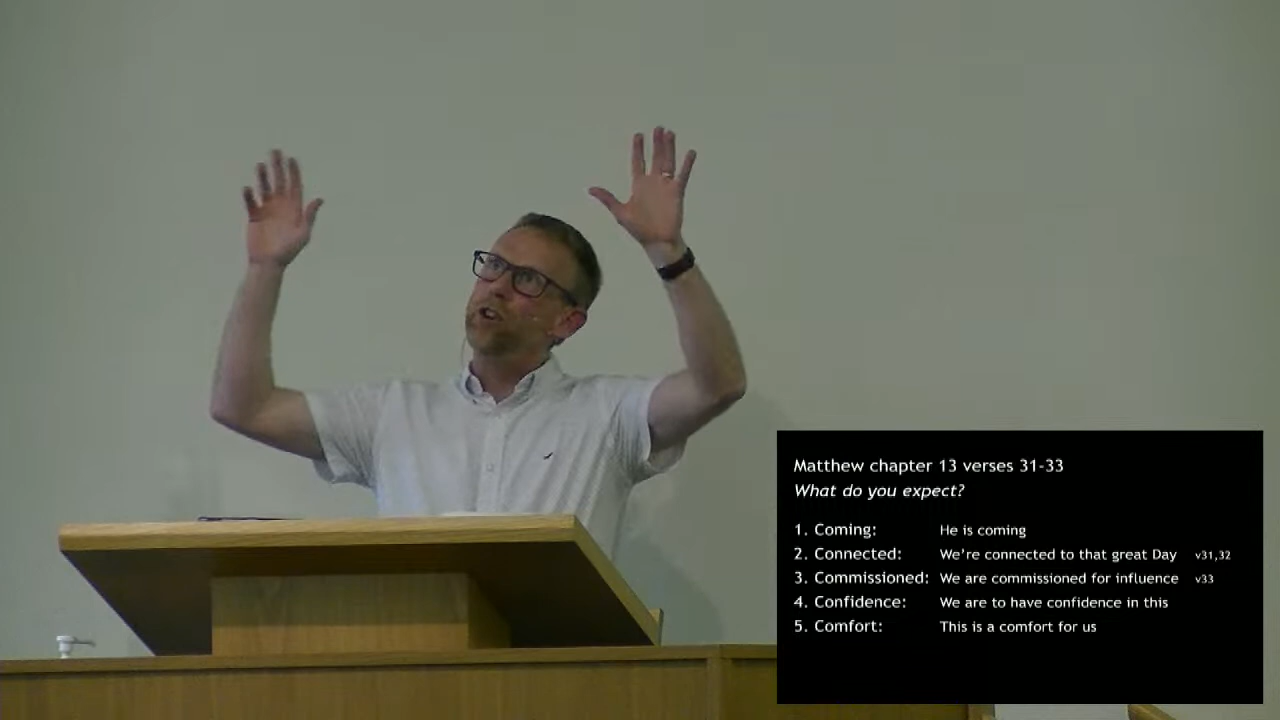 Matthew chapter 13 verses 31-33
What do you expect?
1. Coming: He is coming
2. Connected: We're connected to that great Day v31,32
3. Commissioned: We are commissioned for influence v33
4. Confidence: We are to have confidence in this
5. Comfort: This is a comfort for us